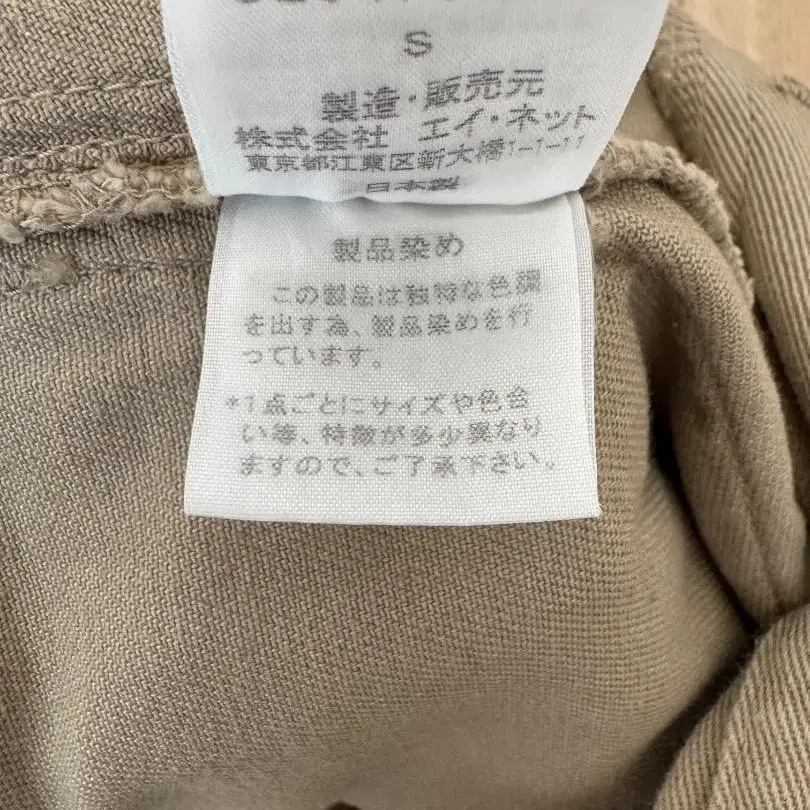 S
製造・販売元
株式会社 エイ・ネット
東京都江東区新大橋1-1-11
日本製
製品染め
この製品は独特な色調
を出す為、製品染めを行
っています。
*1点ごとにサイズや色合
い等、特徴が多少異なり
ますので、ご了承下さい。